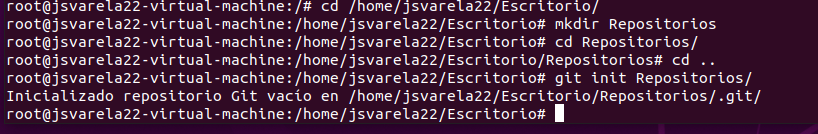 root@jsvarela22-virtual-machine:/# cd /home/jsvarela22/Escritorio/
root@jsvarela22-virtual-machine:/home/jsvarela22/Escritorio# mkdir Repositorios
root@jsvarela22-virtual-machine:/home/jsvarela22/Escritorio# cd Repositorios/
root@jsvarela22-virtual-machine:/home/jsvarela22/Escritorio/Repositorios# cd ..
root@jsvarela22-virtual-machine:/home/jsvarela22/Escritorio# git init Repositorios/
Inicializado repositorio Git vacío en /home/jsvarela22/Escritorio/Repositorios/.git/
root@jsvarela22-virtual-machine:/home/jsvarela22/Escritorio#